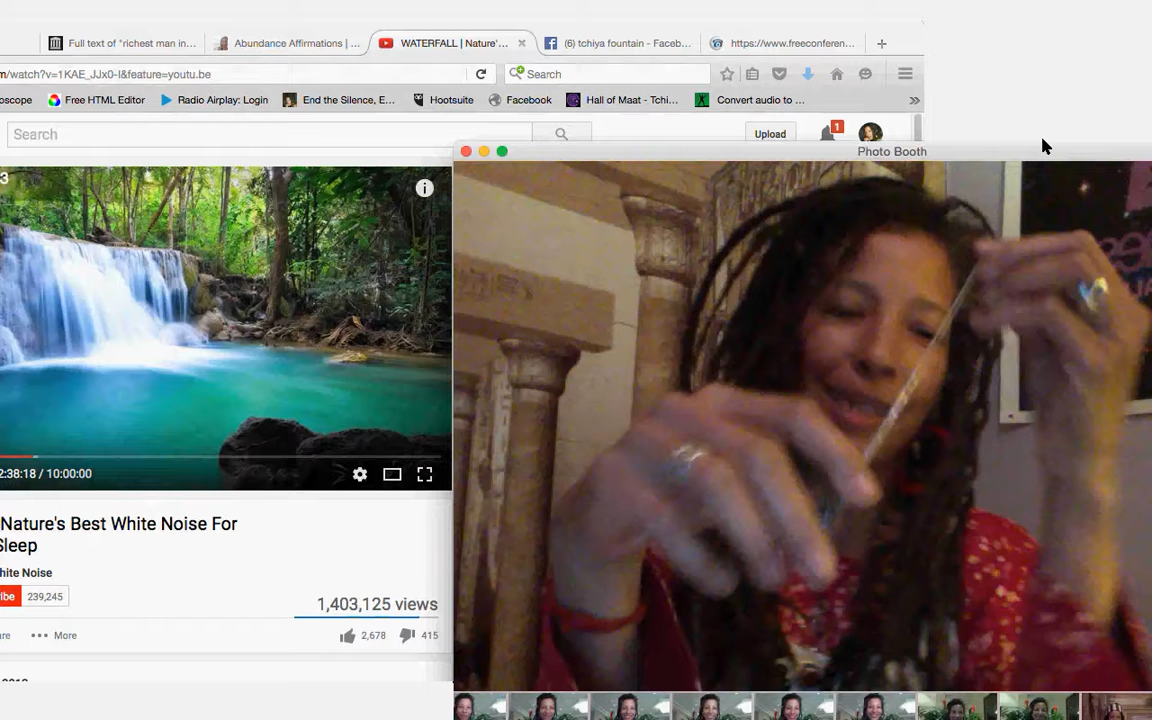 Full text of "richest man in...
Abundance Affirmations | ...
WATERFALL | Nature'...
(6) tchiya fountain - Faceb...
https://www.freeconferen...
m/watch?v=1KAE_JJx0-I&feature=youtu.be
Search
oscope
Free HTML Editor
Radio Airplay: Login
End the Silence, E...
Hootsuite
Facebook
Hall of Maat - Tchi...
Convert audio to ...
Search
Upload
1
Photo Booth
3
2:38:18 / 10:00:00
Nature's Best White Noise For
Sleep
hite Noise
ibe
239,245
1,403,125 views
re
More
2,678
415